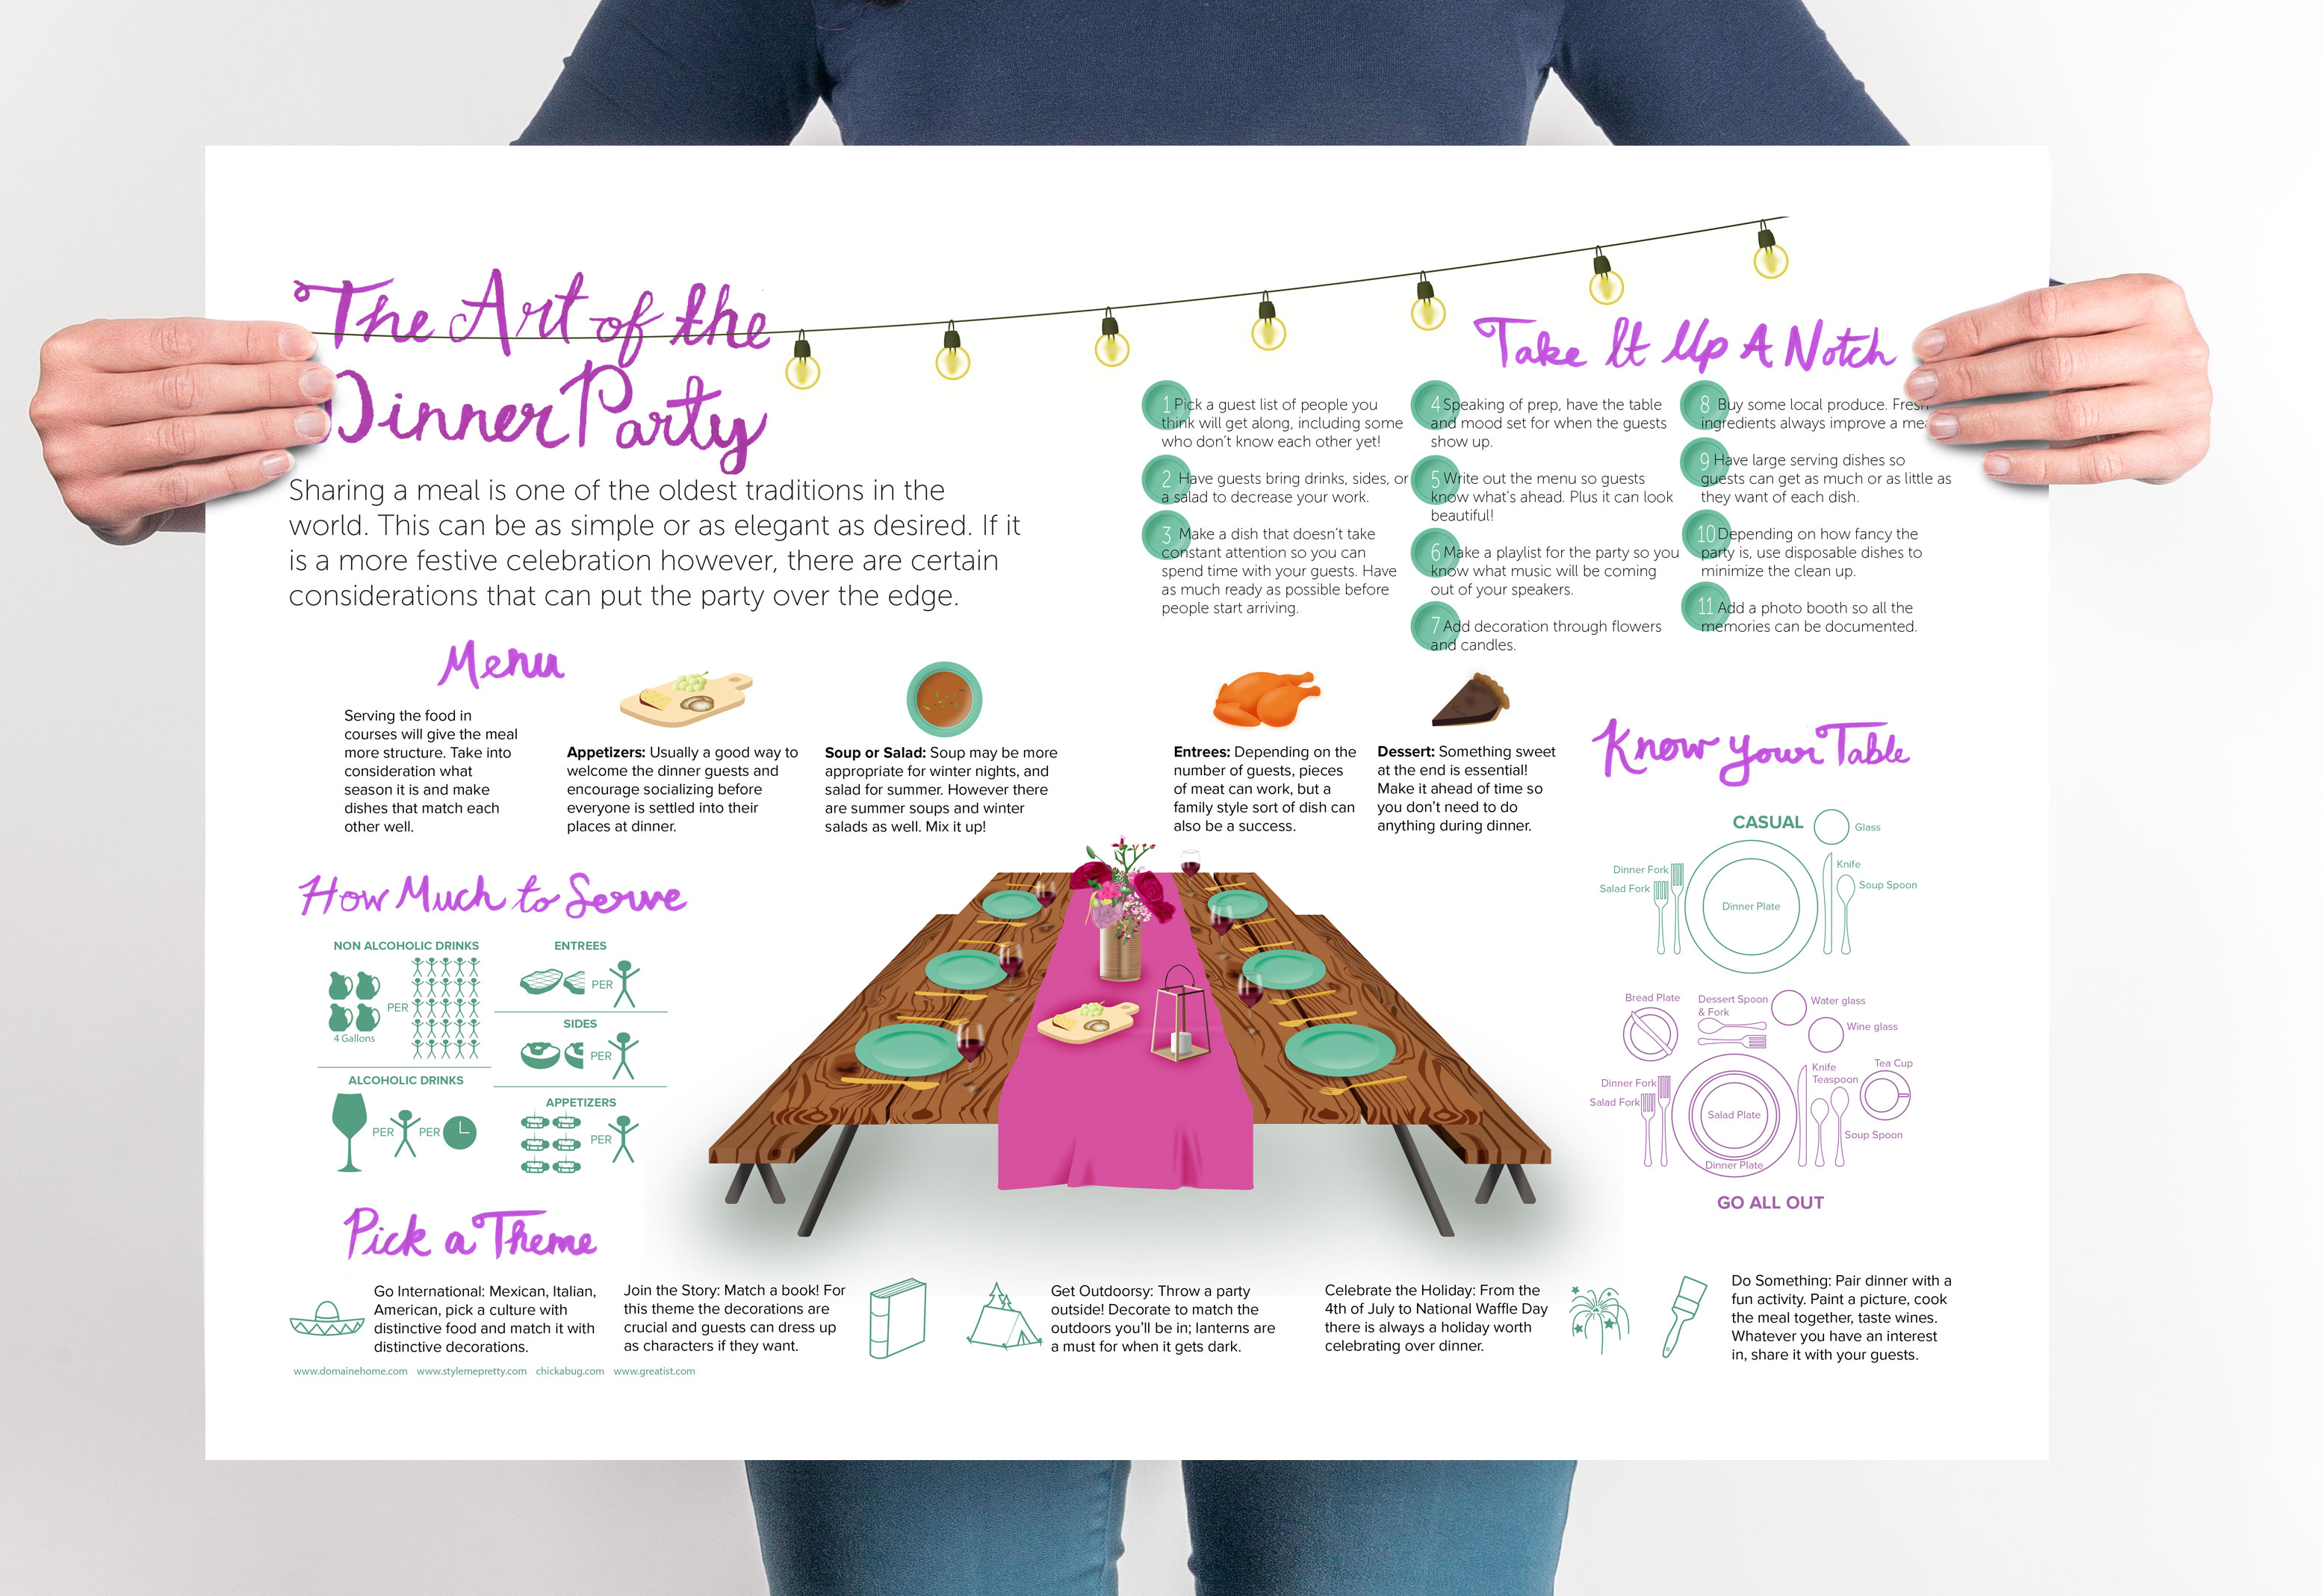 The Art of the
Dinner Party
Sharing a meal is one of the oldest traditions in the
world. This can be as simple or as elegant as desired. If it
is a more festive celebration however, there are certain
considerations that can put the party over the edge.
Take It Up A Notch
1 Pick a guest list of people you
think will get along, including some
who don't know each other yet!
2 Have guests bring drinks, sides, or
a salad to decrease your work.
3 Make a dish that doesn't take
constant attention so you can
spend time with your guests. Have
as much ready as possible before
people start arriving.
4 Speaking of prep, have the table
and mood set for when the guests
show up.
5 Write out the menu so guests
know what's ahead. Plus it can look
beautiful!
6 Make a playlist for the party so you
know what music will be coming
out of your speakers.
7 Add decoration through flowers
and candles.
8 Buy some local produce. Fresh
ingredients always improve a
9 Have large serving dishes so
guests can get as much or as little as
they want of each dish.
10 Depending on how fancy the
party is, use disposable dishes to
minimize the clean up.
11 Add a photo booth so all the
memories can be documented.
Menu
Serving the food in
courses will give the meal
more structure. Take into
consideration what
season it is and make
dishes that match each
other well.
Appetizers: Usually a good way to
welcome the dinner guests and
encourage socializing before
everyone is settled into their
places at dinner.
Soup or Salad: Soup may be more
appropriate for winter nights, and
salad for summer. However there
are summer soups and winter
salads as well. Mix it up!
Entrees: Depending on the
number of guests, pieces
of meat can work, but a
family style sort of dish can
also be a success.
Dessert: Something sweet
at the end is essential!
Make it ahead of time so
you don't need to do
anything during dinner.
Know Your Table
CASUAL
Glass
Dinner Fork
Salad Fork
Dinner Plate
Knife
Soup Spoon
Bread Plate
Dessert Spoon
& Fork
Water glass
Wine glass
Dinner Fork
Salad Fork
Salad Plate
Dinner Plate
Knife
Teaspoon
Tea Cup
Soup Spoon
GO ALL OUT
How Much to Serve
NON ALCOHOLIC DRINKS
4 Gallons
PER
ALCOHOLIC DRINKS
PER PER
ENTREES
PER
SIDES
PER
APPETIZERS
PER
Pick a Theme
Go International: Mexican, Italian,
American, pick a culture with
distinctive food and match it with
distinctive decorations.
Join the Story: Match a book! For
this theme the decorations are
crucial and guests can dress up
as characters if they want.
Get Outdoorsy: Throw a party
outside! Decorate to match the
outdoors you'll be in; lanterns are
a must for when it gets dark.
Celebrate the Holiday: From the
4th of July to National Waffle Day
there is always a holiday worth
celebrating over dinner.
Do Something: Pair dinner with a
fun activity. Paint a picture, cook
the meal together, taste wines.
Whatever you have an interest
in, share it with your guests.
www.domainehome.com www.stylemepretty.com chickabug.com www.greatist.com